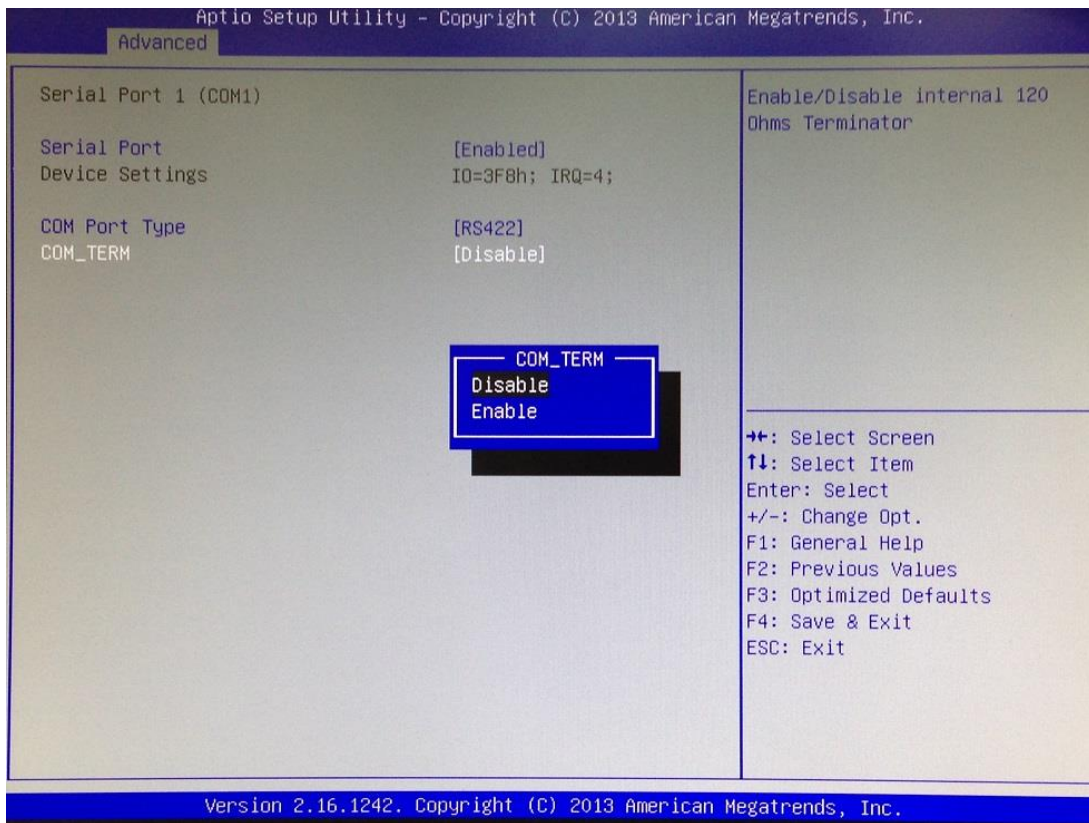 Aptio Setup Utility – Copyright (C) 2013 American Megatrends, Inc.
Advanced
Serial Port 1 (COM1)
Serial Port [Enabled]
Device Settings IO=3F8h; IRQ=4;
COM Port Type [RS422]
COM_TERM [Disable]
COM_TERM
Disable
Enable
Enable/Disable internal 120
Ohms Terminator
→←: Select Screen
↑↓: Select Item
Enter: Select
+/-: Change Opt.
F1: General Help
F2: Previous Values
F3: Optimized Defaults
F4: Save & Exit
ESC: Exit
Version 2.16.1242. Copyright (C) 2013 American Megatrends, Inc.